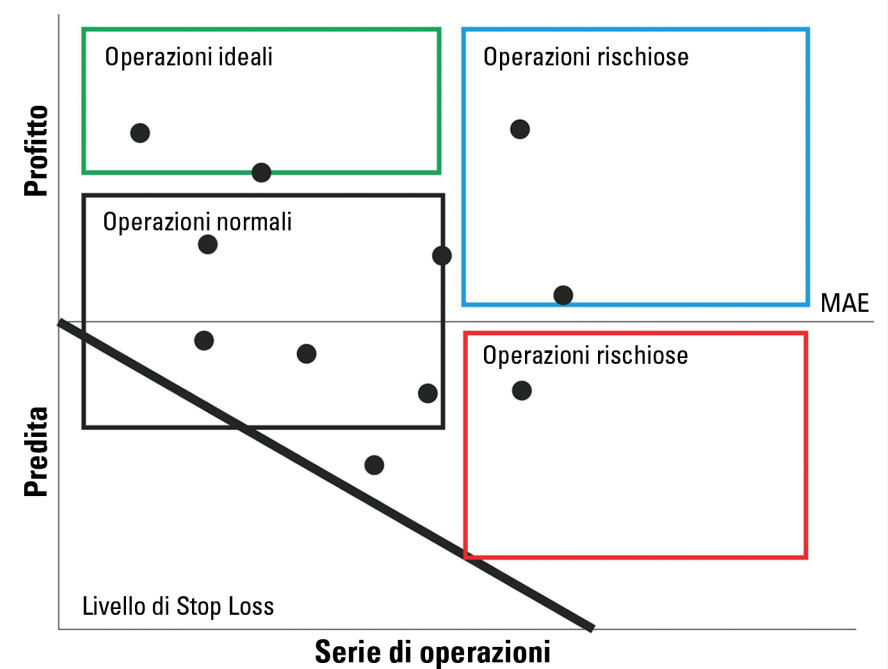 Operazioni ideali
Operazioni rischiose
Profitto
Operazioni normali
MAE
Operazioni rischiose
Predita
Livello di Stop Loss
Serie di operazioni